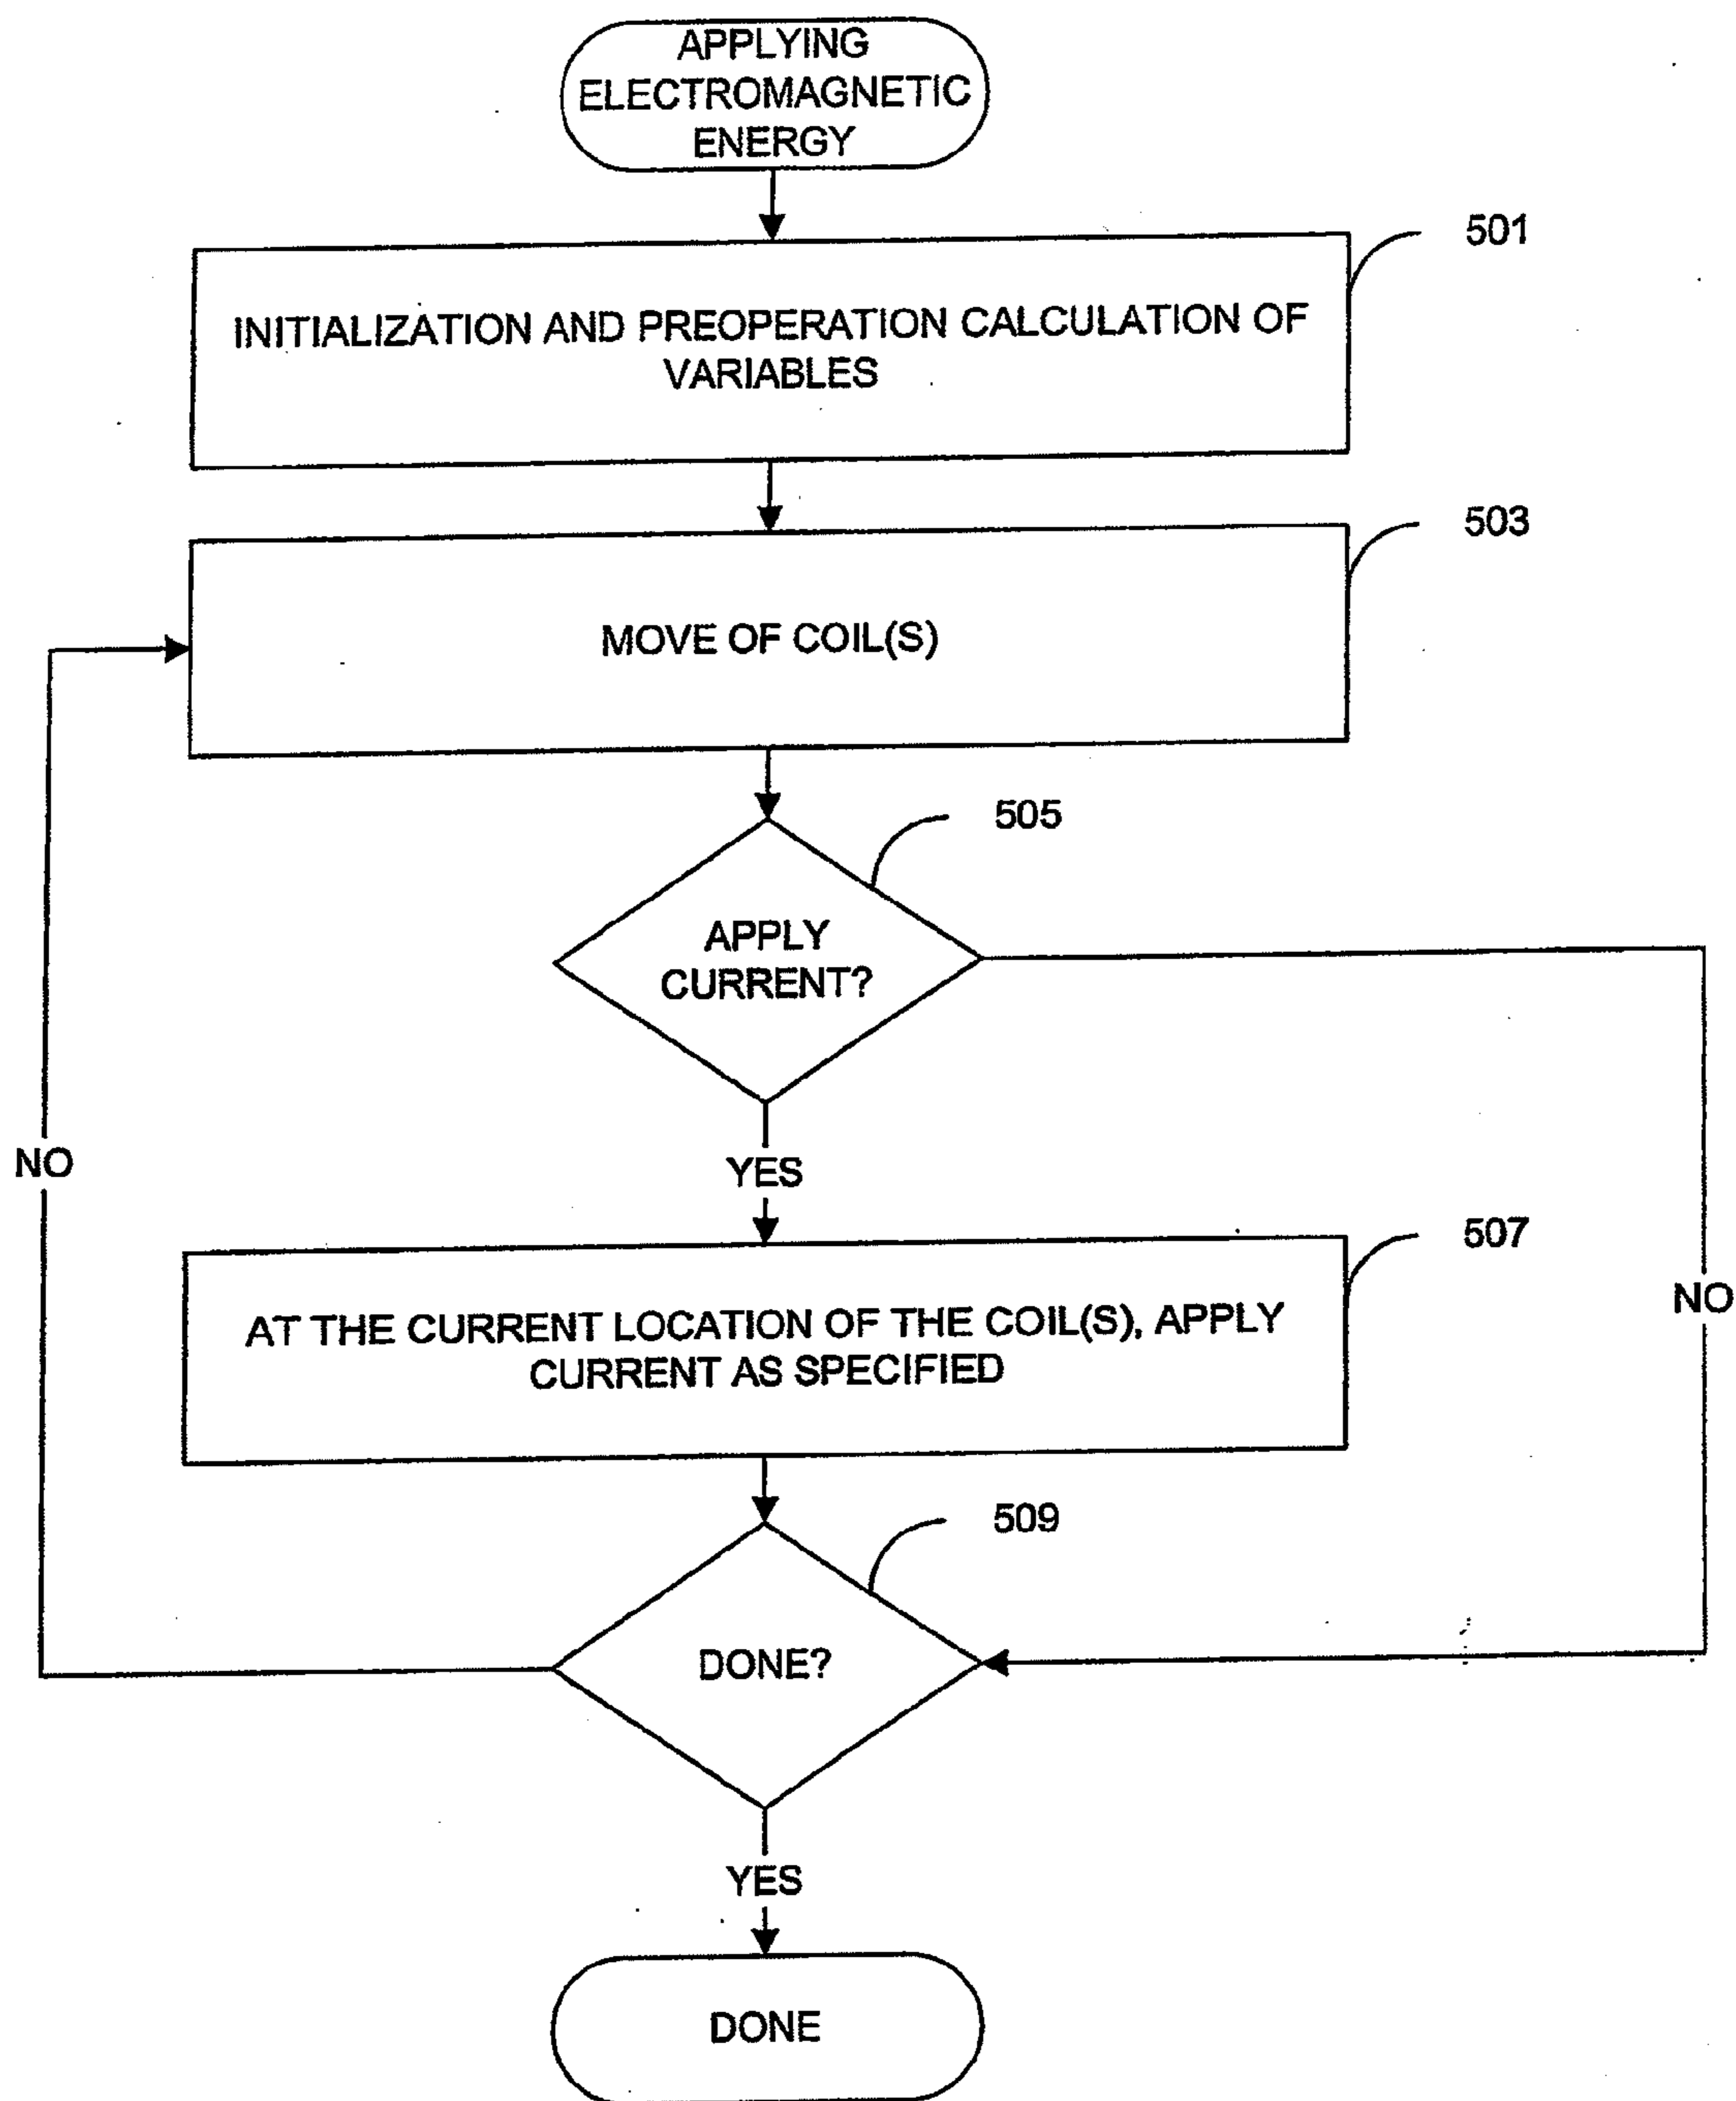 APPLYING
ELECTROMAGNETIC
ENERGY
501
INITIALIZATION AND PREOPERATION CALCULATION OF
VARIABLES
503
MOVE OF COIL(S)
505
APPLY
CURRENT?
NO
YES
NO
507
AT THE CURRENT LOCATION OF THE COIL(S), APPLY
CURRENT AS SPECIFIED
509
DONE?
YES
DONE